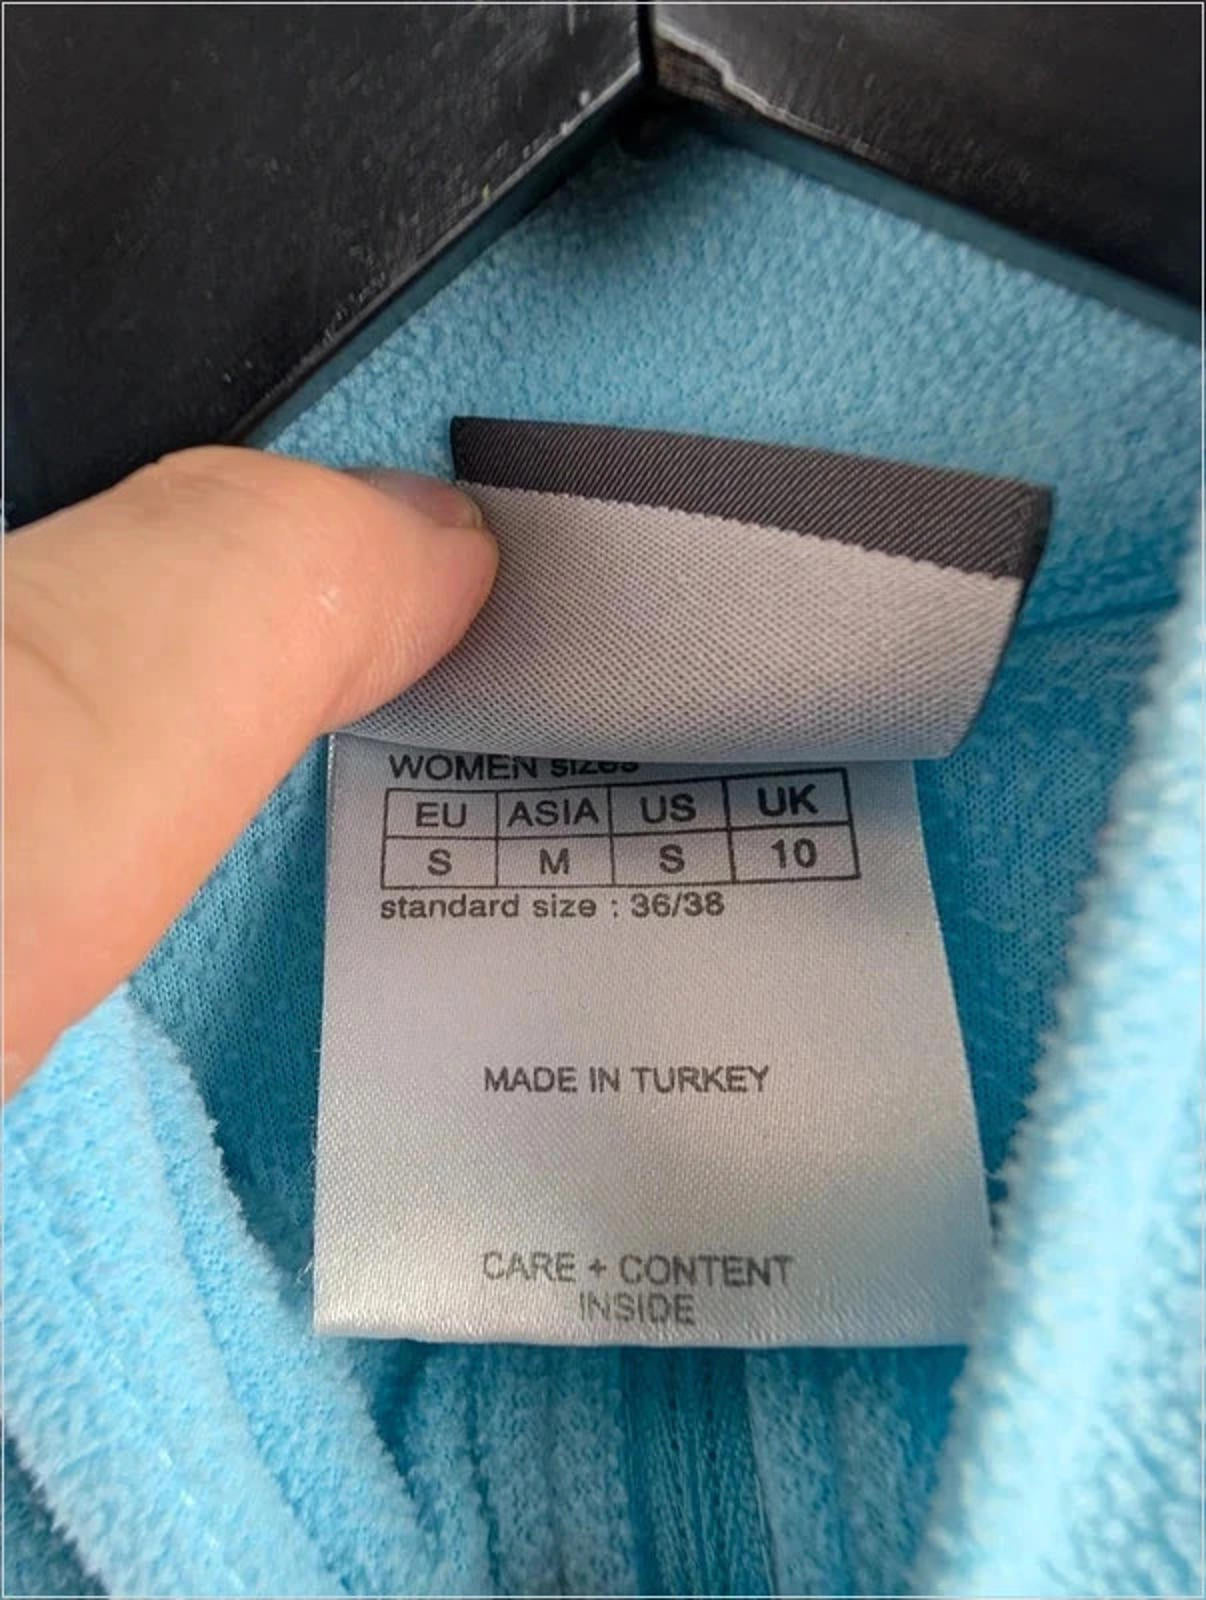 WOMEN sizes
EU ASIA US UK
S M S 10
standard size : 36/38
MADE IN TURKEY
CARE + CONTENT
INSIDE